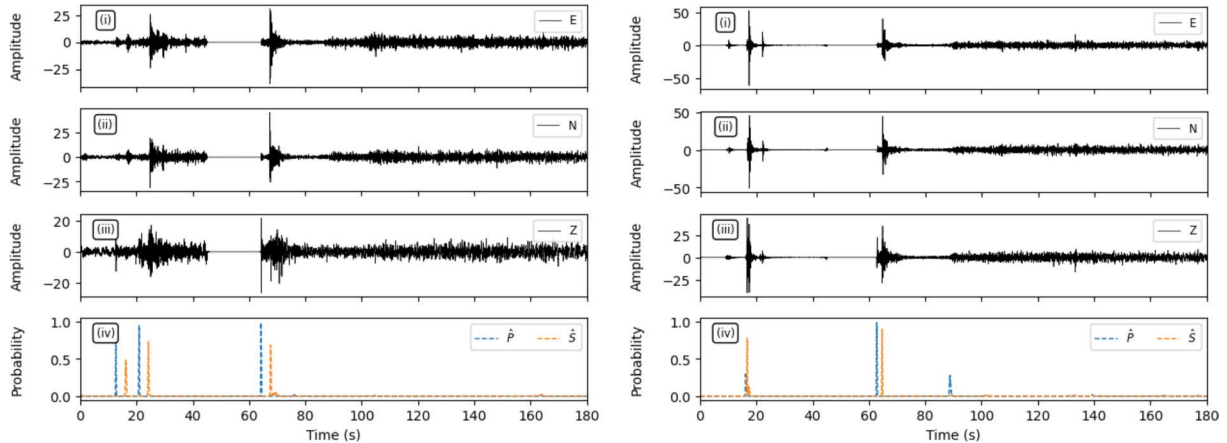 Amplitude
25
0
−25
(i)
E
Amplitude
25
0
−25
(ii)
N
Amplitude
20
0
−20
(iii)
Z
Probability
1.0
0.5
0.0
(iv)
P̂ Ŝ
0 20 40 60 80 100 120 140 160 180
Time (s)
Amplitude
50
0
−50
(i)
E
Amplitude
50
0
−50
(ii)
N
Amplitude
25
0
−25
(iii)
Z
Probability
1.0
0.5
0.0
(iv)
P̂ Ŝ
0 20 40 60 80 100 120 140 160 180
Time (s)